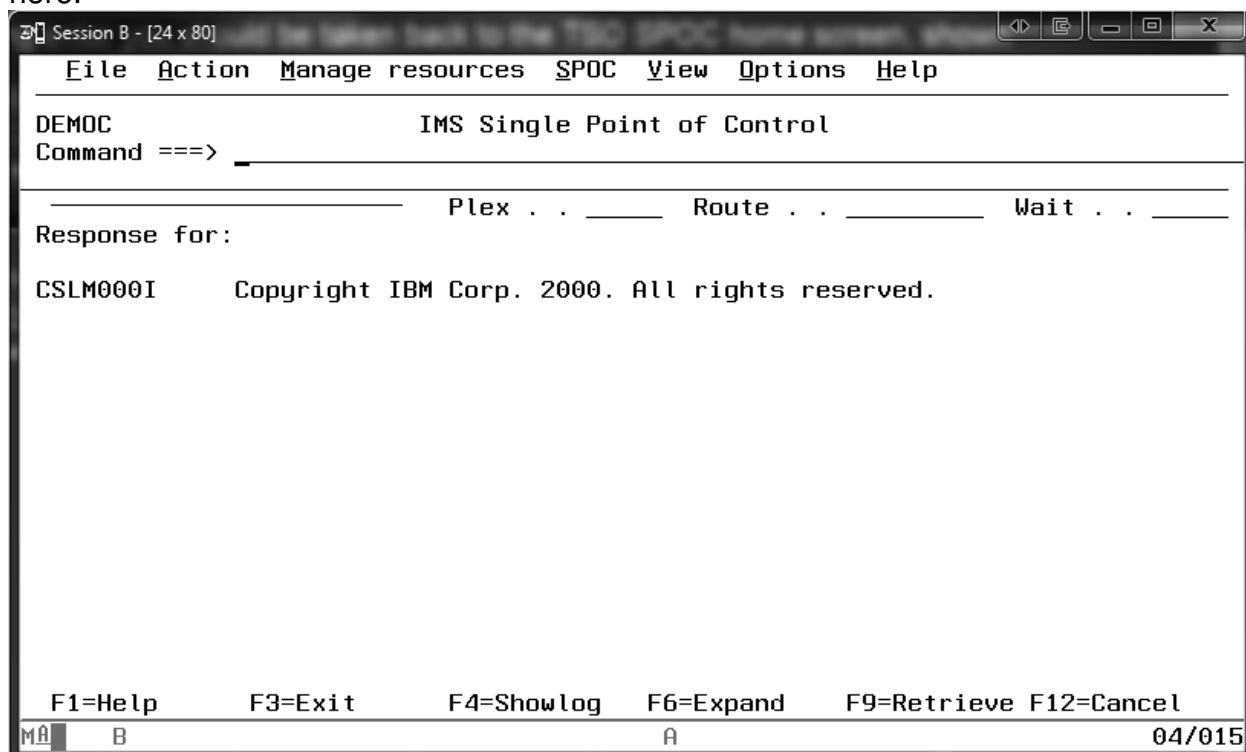 Session B - [24 x 80]
File Action Manage resources SPOC View Options Help
DEMOC IMS Single Point of Control
Command ===>
Plex . . Route . . Wait . .
Response for:
CSLM000I Copyright IBM Corp. 2000. All rights reserved.
F1=Help F3=Exit F4=Showlog F6=Expand F9=Retrieve F12=Cancel
MA B A 04/015